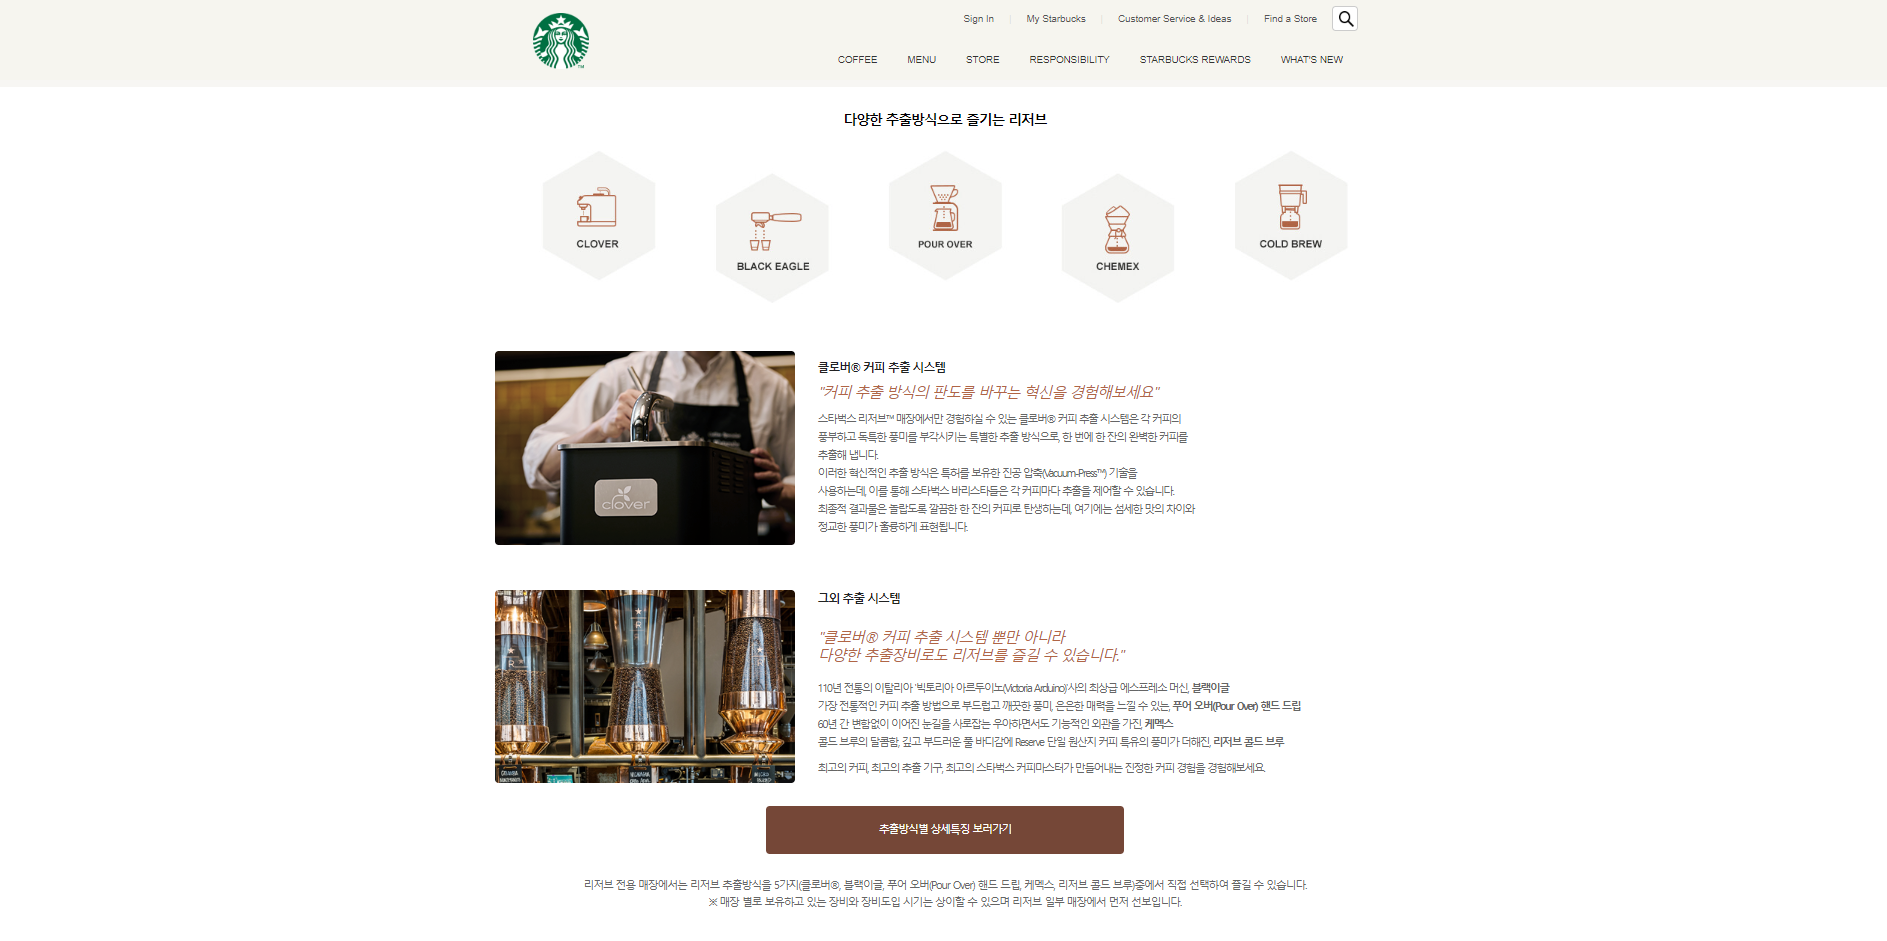 Sign In
My Starbucks
Customer Service & Ideas
Find a Store
COFFEE
MENU
STORE
RESPONSIBILITY
STARBUCKS REWARDS
WHAT'S NEW
다양한 추출방식으로 즐기는 리저브
CLOVER
BLACK EAGLE
POUR OVER
CHEMEX
COLD BREW
clover
클로버® 커피 추출 시스템
"커피 추출 방식의 판도를 바꾸는 혁신을 경험해보세요"
스타벅스 리저브™ 매장에서만 경험하실 수 있는 클로버® 커피 추출 시스템은 각 커피의
풍부하고 독특한 풍미를 부각시키는 특별한 추출 방식으로, 한 번에 한 잔의 완벽한 커피를
추출해 냅니다.
이러한 혁신적인 추출 방식은 특허를 보유한 진공 압축(Vacuum-Press™) 기술을
사용하는데, 이를 통해 스타벅스 바리스타들은 각 커피마다 추출을 제어할 수 있습니다.
최종적 결과물은 놀랍도록 깔끔한 한 잔의 커피로 탄생하는데, 여기에는 섬세한 맛의 차이와
정교한 풍미가 훌륭하게 표현됩니다.
R
R
그외 추출 시스템
"클로버® 커피 추출 시스템 뿐만 아니라
다양한 추출장비로도 리저브를 즐길 수 있습니다."
110년 전통의 이탈리아 '빅토리아 아르두이노(Victoria Arduino)'사의 최상급 에스프레소 머신, 블랙이글
가장 전통적인 커피 추출 방법으로 부드럽고 깨끗한 풍미, 은은한 매력을 느낄 수 있는, 푸어 오버(Pour Over) 핸드 드립
60년 간 변함없이 이어진 눈길을 사로잡는 우아하면서도 기능적인 외관을 가진, 케멕스
콜드 브루의 달콤함, 깊고 부드러운 풀 바디감에 Reserve 단일 원산지 커피 특유의 풍미가 더해진, 리저브 콜드 브루
최고의 커피, 최고의 추출 기구, 최고의 스타벅스 커피마스터가 만들어내는 진정한 커피 경험을 경험해보세요.
추출방식별 상세특징 보러가기
리저브 전용 매장에서는 리저브 추출방식을 5가지(클로버®, 블랙이글, 푸어 오버(Pour Over) 핸드 드립, 케멕스, 리저브 콜드 브루)중에서 직접 선택하여 즐길 수 있습니다.
※ 매장 별로 보유하고 있는 장비와 장비도입 시기는 상이할 수 있으며 리저브 일부 매장에서 먼저 선보입니다.